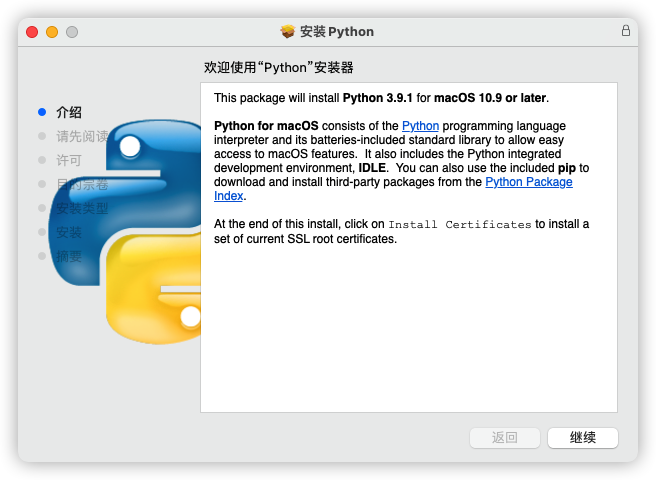 安装 Python
欢迎使用“Python”安装器
介绍
请先阅读
许可
目的宗卷
安装类型
安装
摘要
This package will install Python 3.9.1 for macOS 10.9 or later.
Python for macOS consists of the Python programming language
interpreter and its batteries-included standard library to allow easy
access to macOS features.  It also includes the Python integrated
development environment, IDLE.  You can also use the included pip to
download and install third-party packages from the Python Package
Index.
At the end of this install, click on Install Certificates to install a
set of current SSL root certificates.
返回
继续